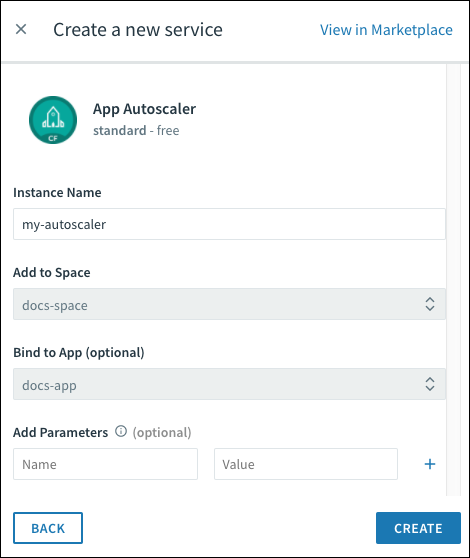 Create a new service
View in Marketplace
App Autoscaler
standard - free
CF
Instance Name
my-autoscaler
Add to Space
docs-space
Bind to App (optional)
docs-app
Add Parameters (optional)
Name
Value
BACK
CREATE